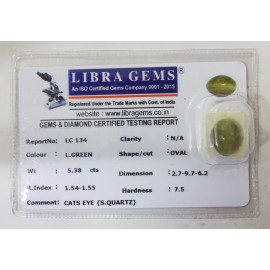 LIBRA GEMS
An ISO Certified Gems Company 9001 - 2015
Registered Under the Trade Marks with Govt. of India
website : www.libragems.co.in
GEMS & DIAMOND CERTIFIED TESTING REPORT
ReportNo: LC 134 Clarity : N/A
Colour : L.GREEN Shape/cut : OVAL
Wt : 5.38 cts Dimension : 2.7-9.7-6.2
R.Index : 1.54-1.55 Hardness : 7.5
Comment : CATS EYE {S.QUARTZ}